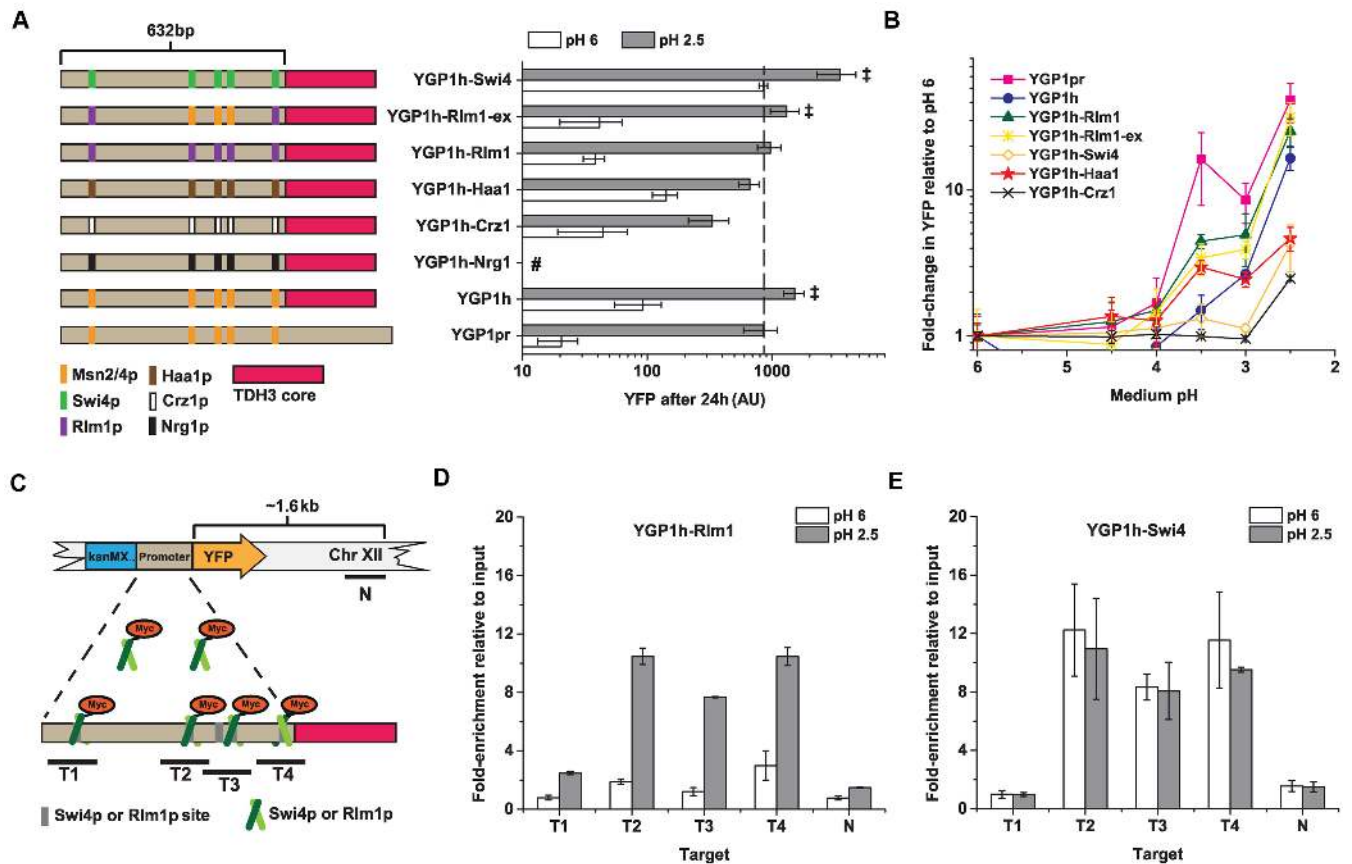 A
632bp
Msn2/4p
Swi4p
Rlm1p
Haa1p
Crz1p
Nrg1p
TDH3 core
pH 6
pH 2.5
YGP1h-Swi4
YGP1h-Rlm1-ex
YGP1h-Rlm1
YGP1h-Haa1
YGP1h-Crz1
YGP1h-Nrg1
YGP1h
YGP1pr
‡
‡
#
‡
10 100 1000
YFP after 24h (AU)
B
Fold-change in YFP relative to pH 6
10
1
YGP1pr
YGP1h
YGP1h-Rlm1
YGP1h-Rlm1-ex
YGP1h-Swi4
YGP1h-Haa1
YGP1h-Crz1
6 5 4 3 2
Medium pH
C
~1.6 kb
kanMX
Promoter
YFP
Chr XII
N
Myc
Myc
Myc
Myc
Myc
Myc
T1
T2
T3
T4
Swi4p or Rlm1p site
Swi4p or Rlm1p
D
YGP1h-Rlm1
pH 6
pH 2.5
Fold-enrichment relative to input
20
16
12
8
4
0
T1 T2 T3 T4 N
Target
E
YGP1h-Swi4
pH 6
pH 2.5
Fold-enrichment relative to input
20
16
12
8
4
0
T1 T2 T3 T4 N
Target